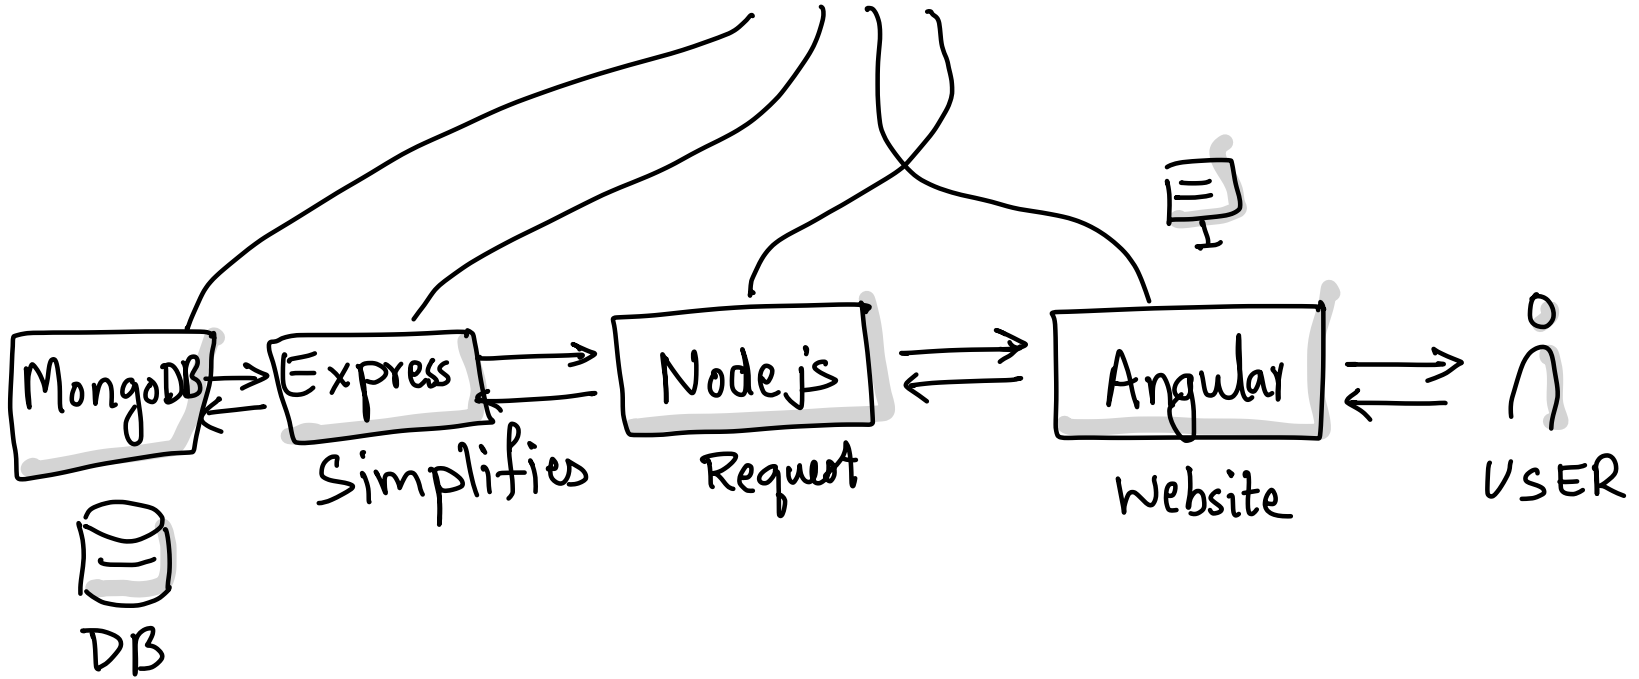 MongoDB
Express
Node.js
Angular
Simplifies
Request
Website
USER
DB